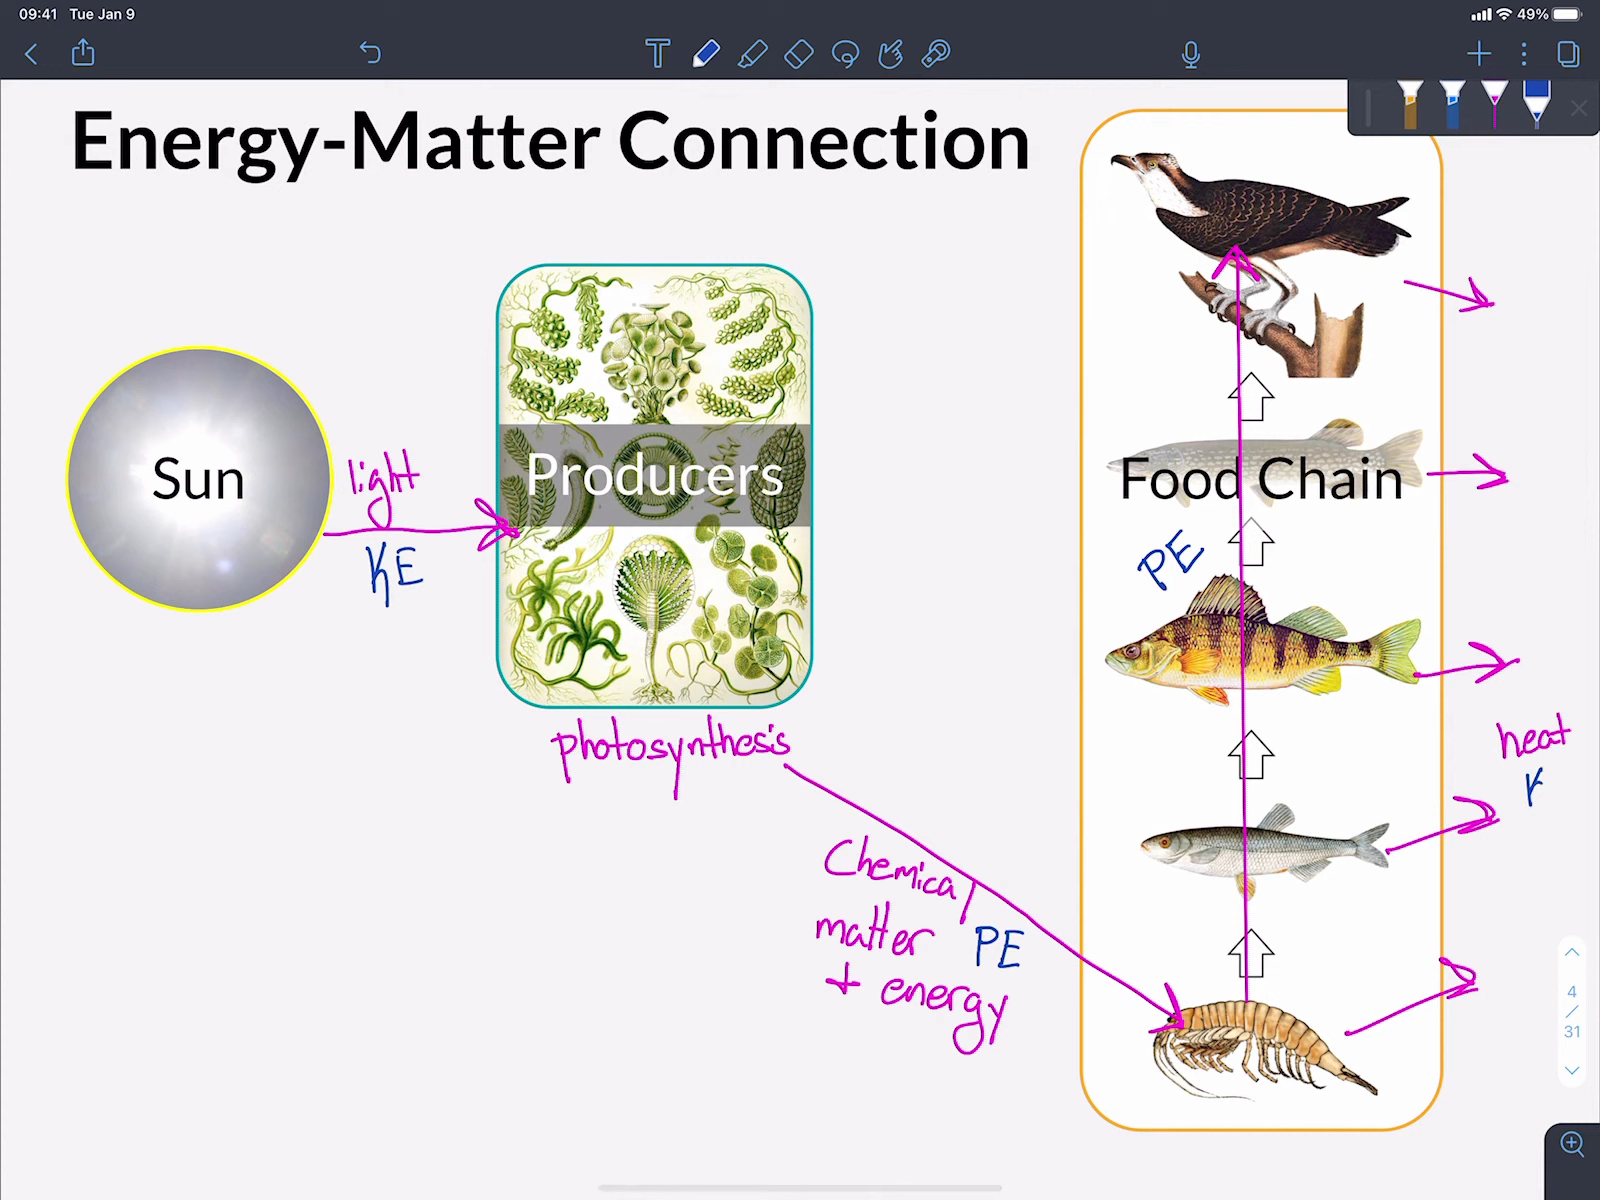 09:41 Tue Jan 9
49%
T
Energy-Matter Connection
Sun
light
KE
Producers
photosynthesis
Chemical
matter
+ energy
PE
Food Chain
PE
heat
K
4
/
31